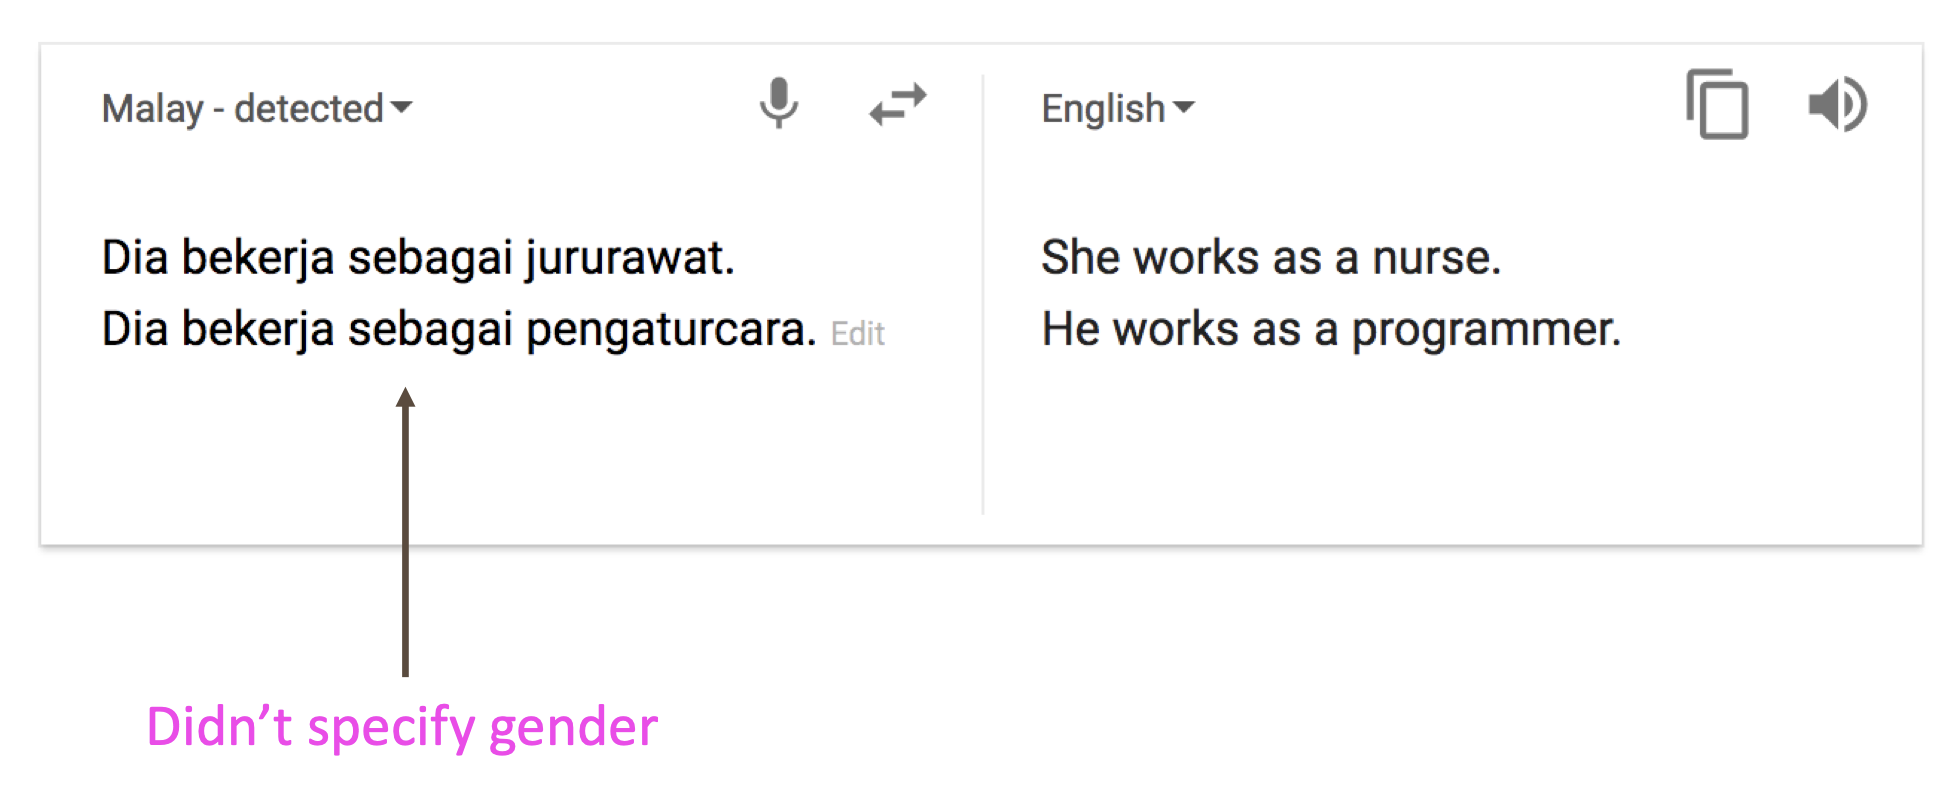 Malay - detected
English
Dia bekerja sebagai jururawat.
Dia bekerja sebagai pengaturcara. Edit
She works as a nurse.
He works as a programmer.
Didn’t specify gender